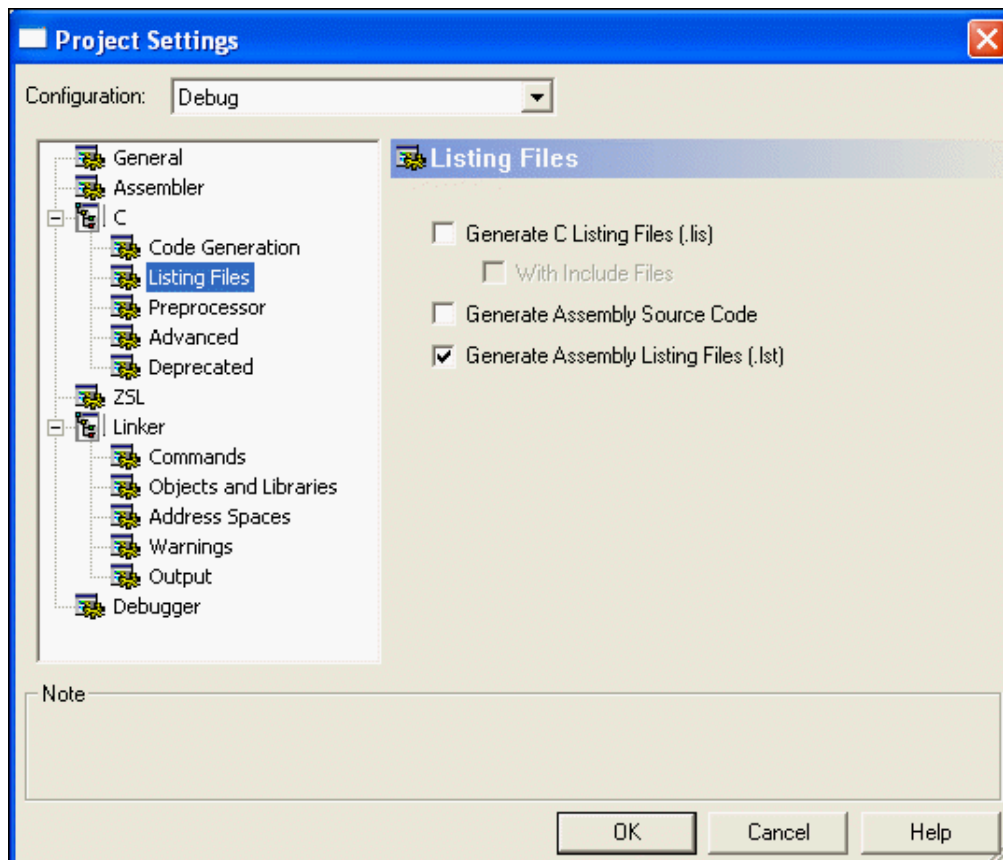 Project Settings
Configuration: Debug
General
Assembler
C
Code Generation
Listing Files
Preprocessor
Advanced
Deprecated
ZSL
Linker
Commands
Objects and Libraries
Address Spaces
Warnings
Output
Debugger
Listing Files
Generate C Listing Files (.lis)
With Include Files
Generate Assembly Source Code
Generate Assembly Listing Files (.lst)
Note
OK Cancel Help